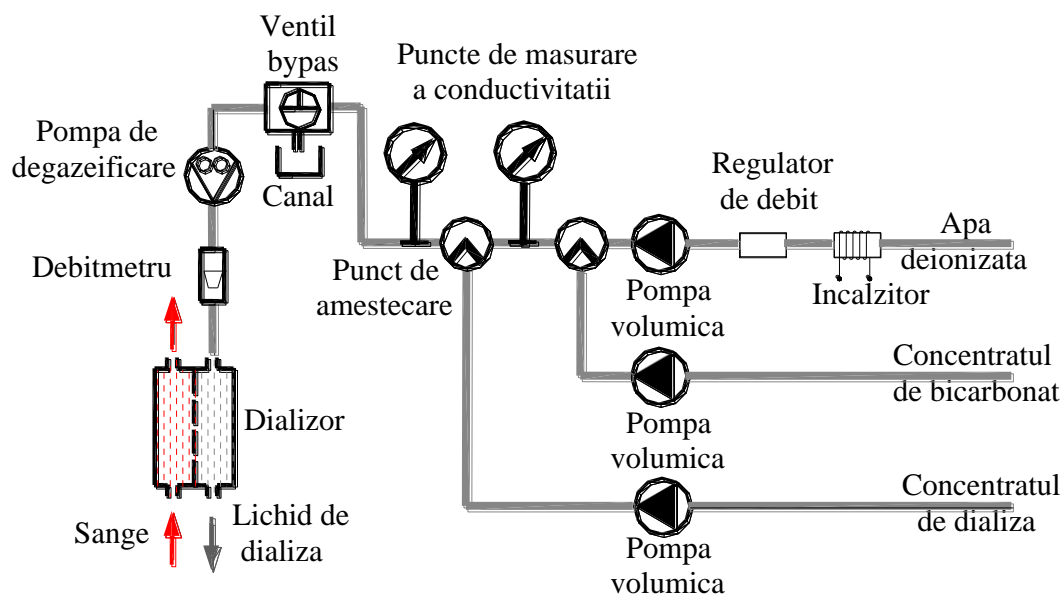 Ventil
bypas
Puncte de masurare
a conductivitatii
Pompa de
degazeificare
Canal
Regulator
de debit
Apa
deionizata
Debitmetru
Punct de
amestecare
Pompa
volumica
Incalzitor
Concentratul
de bicarbonat
Pompa
volumica
Dializor
Concentratul
de dializa
Sange
Lichid de
dializa
Pompa
volumica